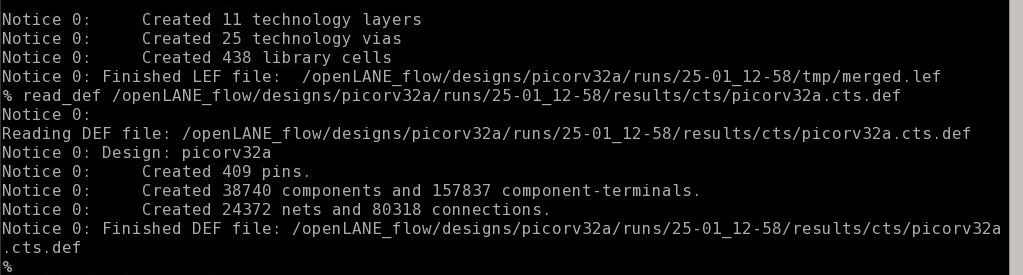 Notice 0:     Created 11 technology layers
Notice 0:     Created 25 technology vias
Notice 0:     Created 438 library cells
Notice 0: Finished LEF file:  /openLANE_flow/designs/picorv32a/runs/25-01_12-58/tmp/merged.lef
% read_def /openLANE_flow/designs/picorv32a/runs/25-01_12-58/results/cts/picorv32a.cts.def
Notice 0:
Reading DEF file: /openLANE_flow/designs/picorv32a/runs/25-01_12-58/results/cts/picorv32a.cts.def
Notice 0: Design: picorv32a
Notice 0:     Created 409 pins.
Notice 0:     Created 38740 components and 157837 component-terminals.
Notice 0:     Created 24372 nets and 80318 connections.
Notice 0: Finished DEF file: /openLANE_flow/designs/picorv32a/runs/25-01_12-58/results/cts/picorv32a
.cts.def
%